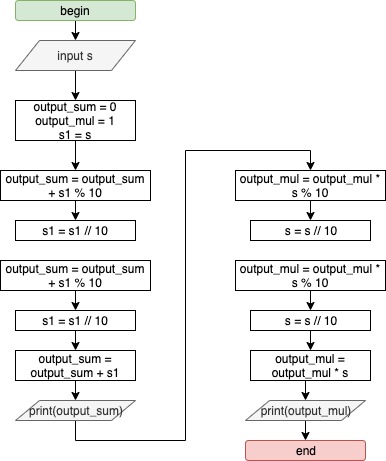 begin
input s
output_sum = 0
output_mul = 1
s1 = s
output_sum = output_sum
+ s1 % 10
s1 = s1 // 10
output_sum = output_sum
+ s1 % 10
s1 = s1 // 10
output_sum =
output_sum + s1
print(output_sum)
output_mul = output_mul *
s % 10
s = s // 10
output_mul = output_mul *
s % 10
s = s // 10
output_mul =
output_mul * s
print(output_mul)
end